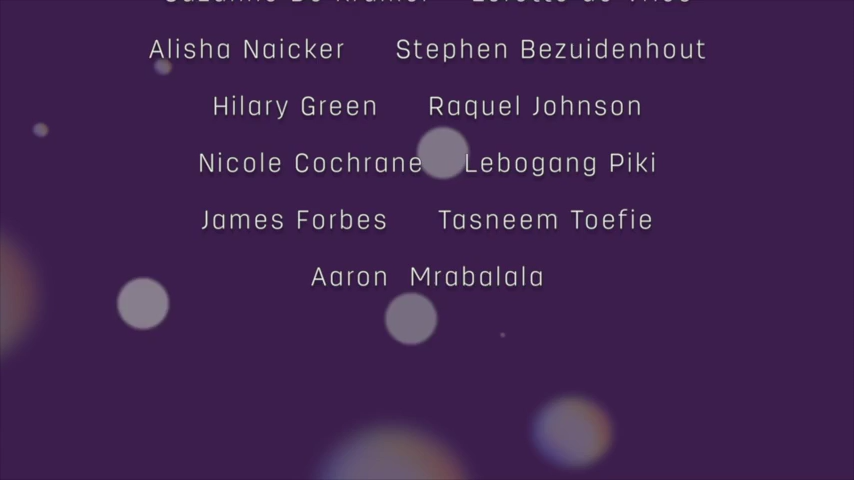 Alisha Naicker Stephen Bezuidenhout
Hilary Green Raquel Johnson
Nicole Cochrane Lebogang Piki
James Forbes Tasneem Toefie
Aaron Mrabalala